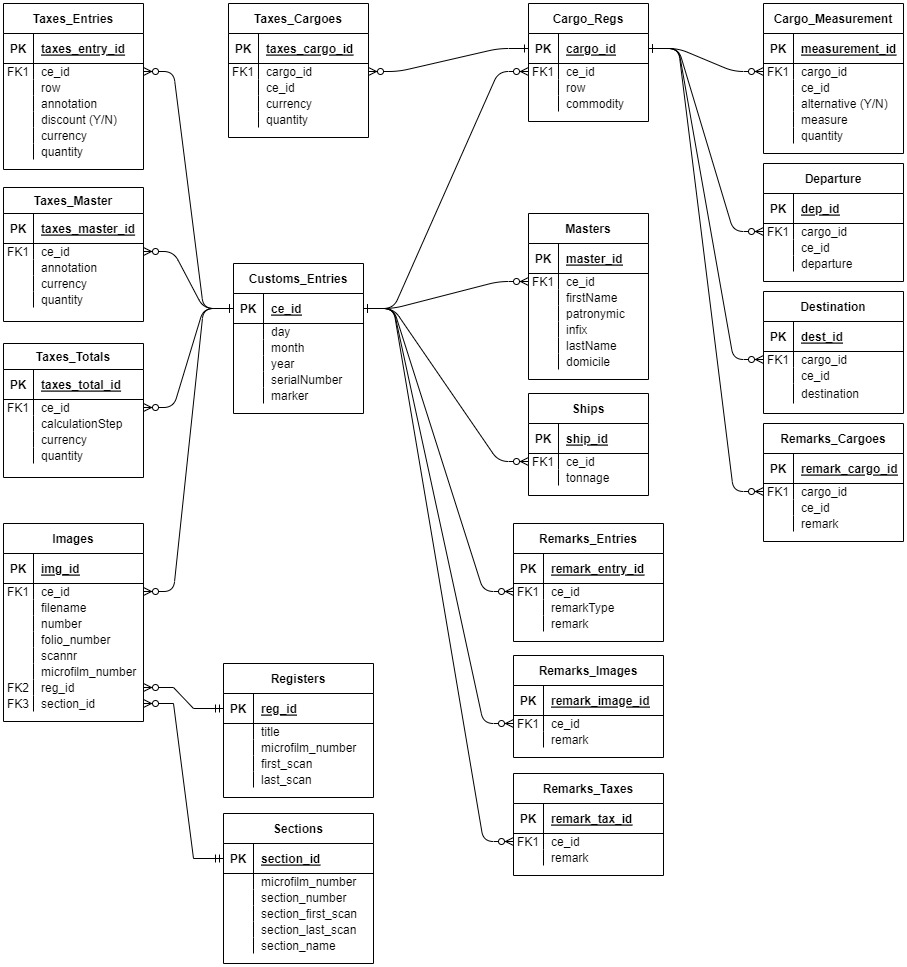 Taxes_Entries
PK taxes_entry_id
FK1 ce_id
row
annotation
discount (Y/N)
currency
quantity
Taxes_Cargoes
PK taxes_cargo_id
FK1 cargo_id
ce_id
currency
quantity
Cargo_Regs
PK cargo_id
FK1 ce_id
row
commodity
Cargo_Measurement
PK measurement_id
FK1 cargo_id
ce_id
alternative (Y/N)
measure
quantity
Taxes_Master
PK taxes_master_id
FK1 ce_id
annotation
currency
quantity
Customs_Entries
PK ce_id
day
month
year
serialNumber
marker
Masters
PK master_id
FK1 ce_id
firstName
patronymic
infix
lastName
domicile
Departure
PK dep_id
FK1 cargo_id
ce_id
departure
Destination
PK dest_id
FK1 cargo_id
ce_id
destination
Taxes_Totals
PK taxes_total_id
FK1 ce_id
calculationStep
currency
quantity
Ships
PK ship_id
FK1 ce_id
tonnage
Remarks_Cargoes
PK remark_cargo_id
FK1 cargo_id
ce_id
remark
Images
PK img_id
FK1 ce_id
filename
number
folio_number
scannr
microfilm_number
FK2 reg_id
FK3 section_id
Remarks_Entries
PK remark_entry_id
FK1 ce_id
remarkType
remark
Registers
PK reg_id
title
microfilm_number
first_scan
last_scan
Remarks_Images
PK remark_image_id
FK1 ce_id
remark
Remarks_Taxes
PK remark_tax_id
FK1 ce_id
remark
Sections
PK section_id
microfilm_number
section_number
section_first_scan
section_last_scan
section_name